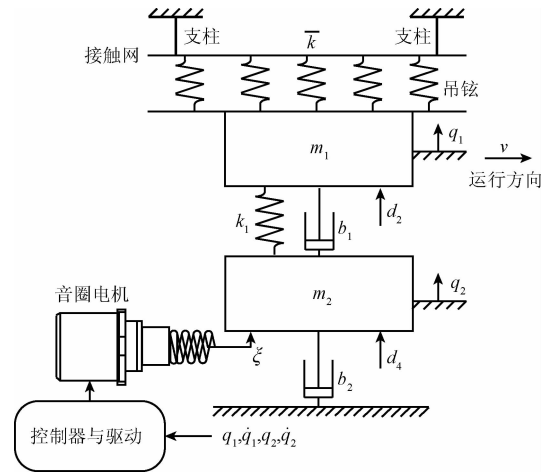 支柱
k̅
支柱
接触网
吊铉
m₁
q₁
v
运行方向
k₁
b₁
d₂
音圈电机
m₂
q₂
ξ
d₄
b₂
控制器与驱动
q₁,q̇₁,q₂,q̇₂